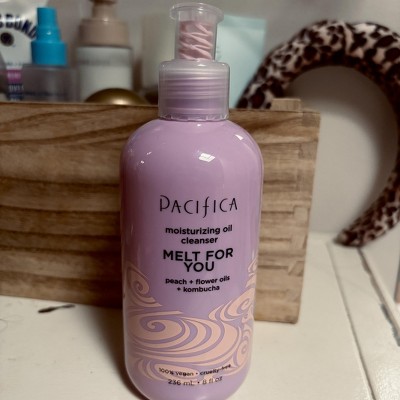 PACIFICA
moisturizing oil
cleanser
MELT FOR
YOU
peach + flower oils
+ kombucha
100% vegan • cruelty-free
236 mL • 8 fl oz